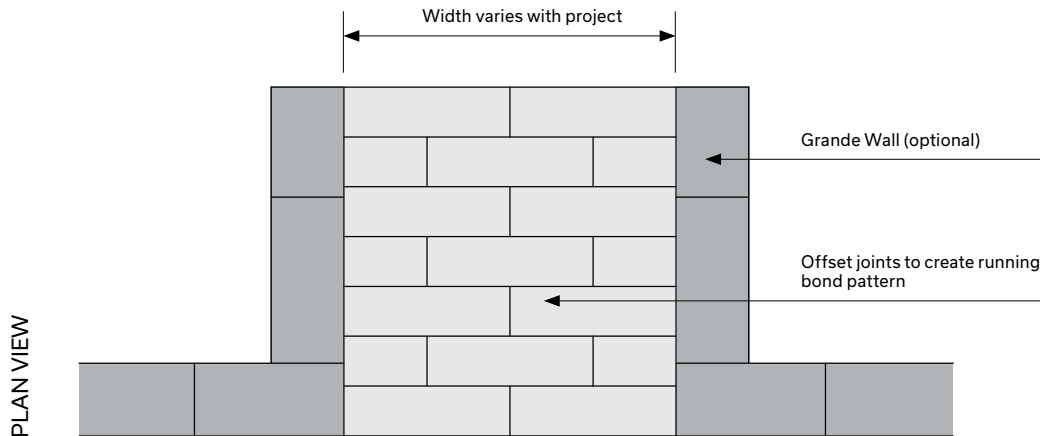 Width varies with project
Grande Wall (optional)
Offset joints to create running
bond pattern
PLAN VIEW